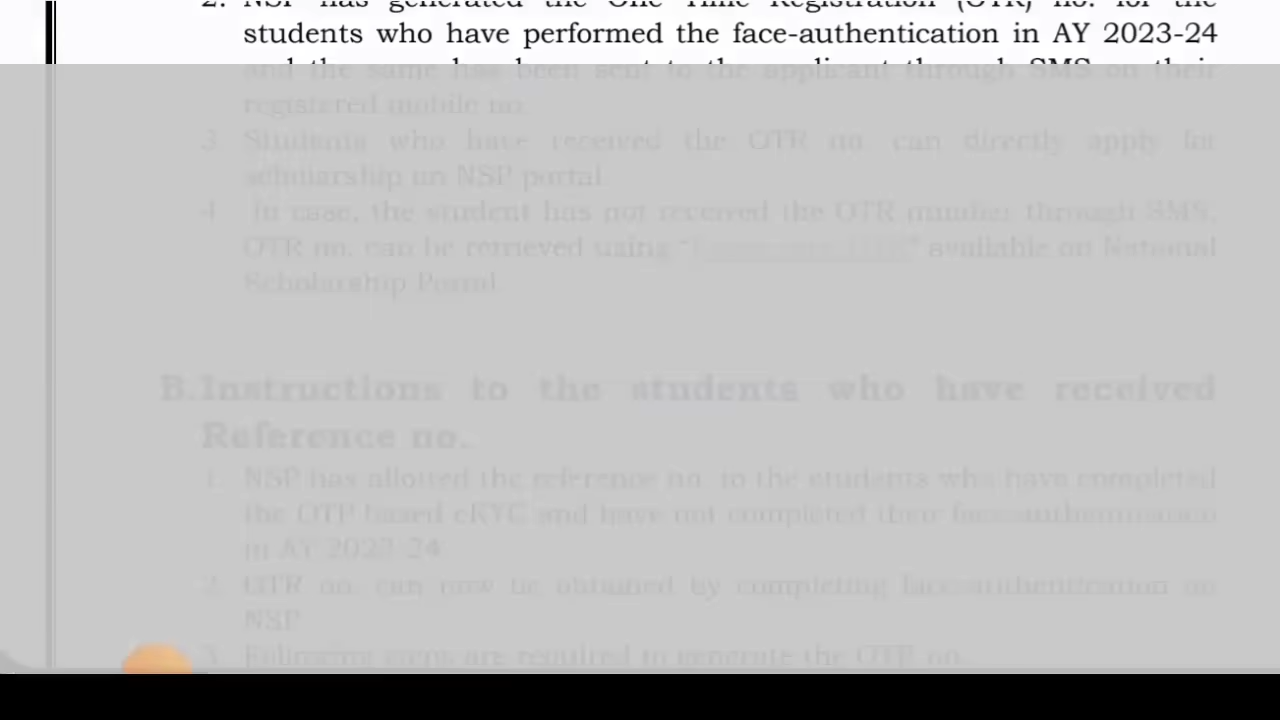 2. NSP has generated the One Time Registration (OTR) no. for the
students who have performed the face-authentication in AY 2023-24
and the same has been sent to the applicant through SMS on their
registered mobile no.
3. Students who have received the OTR no. can directly apply for
scholarship on NSP portal.
4. In case, the student has not received the OTR number through SMS,
OTR no. can be retrieved using " " available on National
Scholarship Portal.
B.Instructions to the students who have received
Reference no.
1. NSP has allotted the reference no. to the students who have completed
the OTP based eKYC and have not completed their face-authentication
in AY 2023-24
2. OTR no. can now be obtained by completing face-authentication on
NSP.
3. Following steps are required to generate the OTR no.